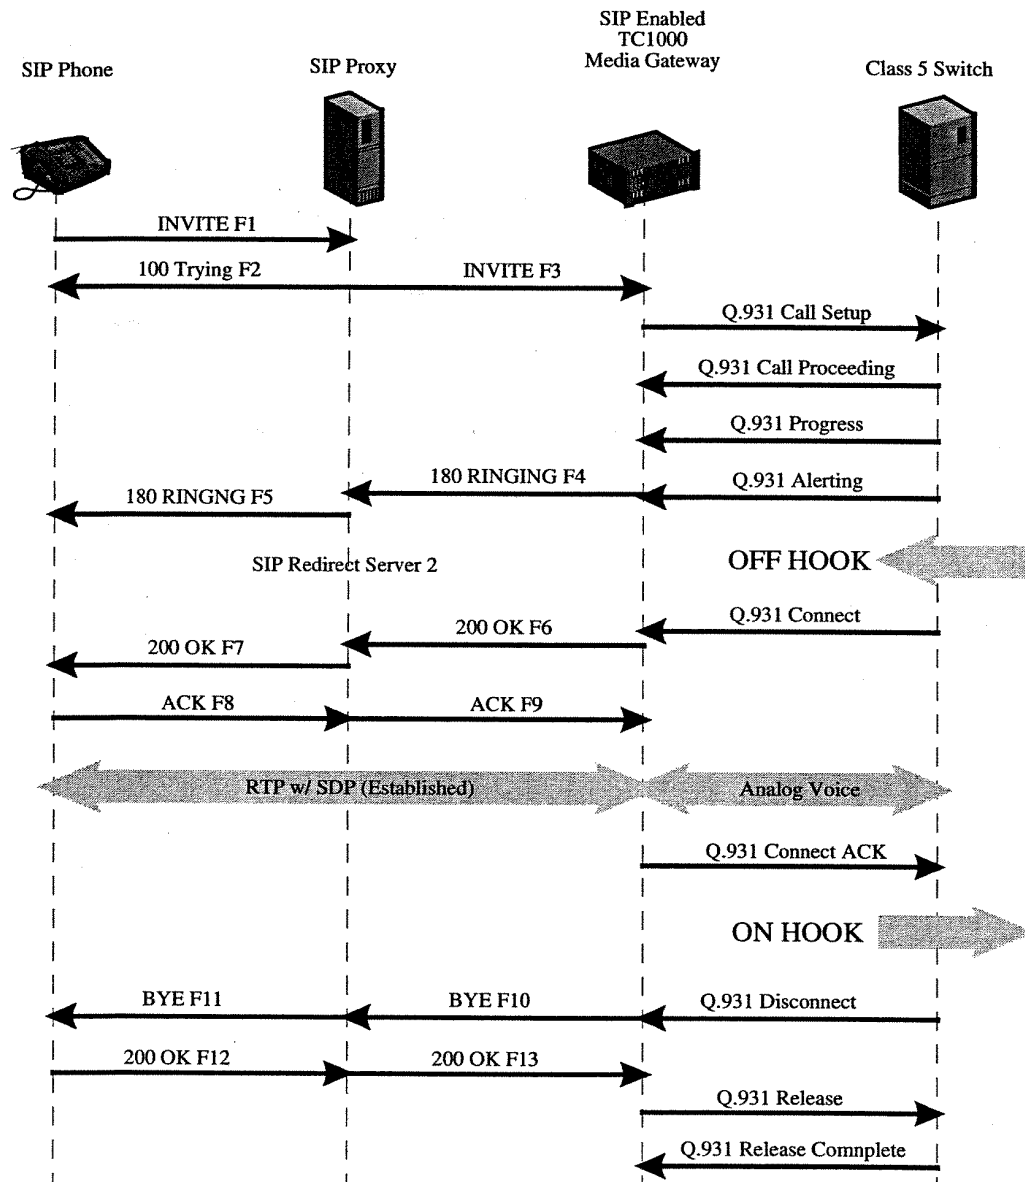 SIP Enabled
TC1000
Media Gateway
SIP Phone
SIP Proxy
Class 5 Switch
INVITE F1
100 Trying F2
INVITE F3
Q.931 Call Setup
Q.931 Call Proceeding
Q.931 Progress
180 RINGING F4
Q.931 Alerting
180 RINGNG F5
SIP Redirect Server 2
OFF HOOK
Q.931 Connect
200 OK F6
200 OK F7
ACK F8
ACK F9
RTP w/ SDP (Established)
Analog Voice
Q.931 Connect ACK
ON HOOK
BYE F11
BYE F10
Q.931 Disconnect
200 OK F12
200 OK F13
Q.931 Release
Q.931 Release Comnplete